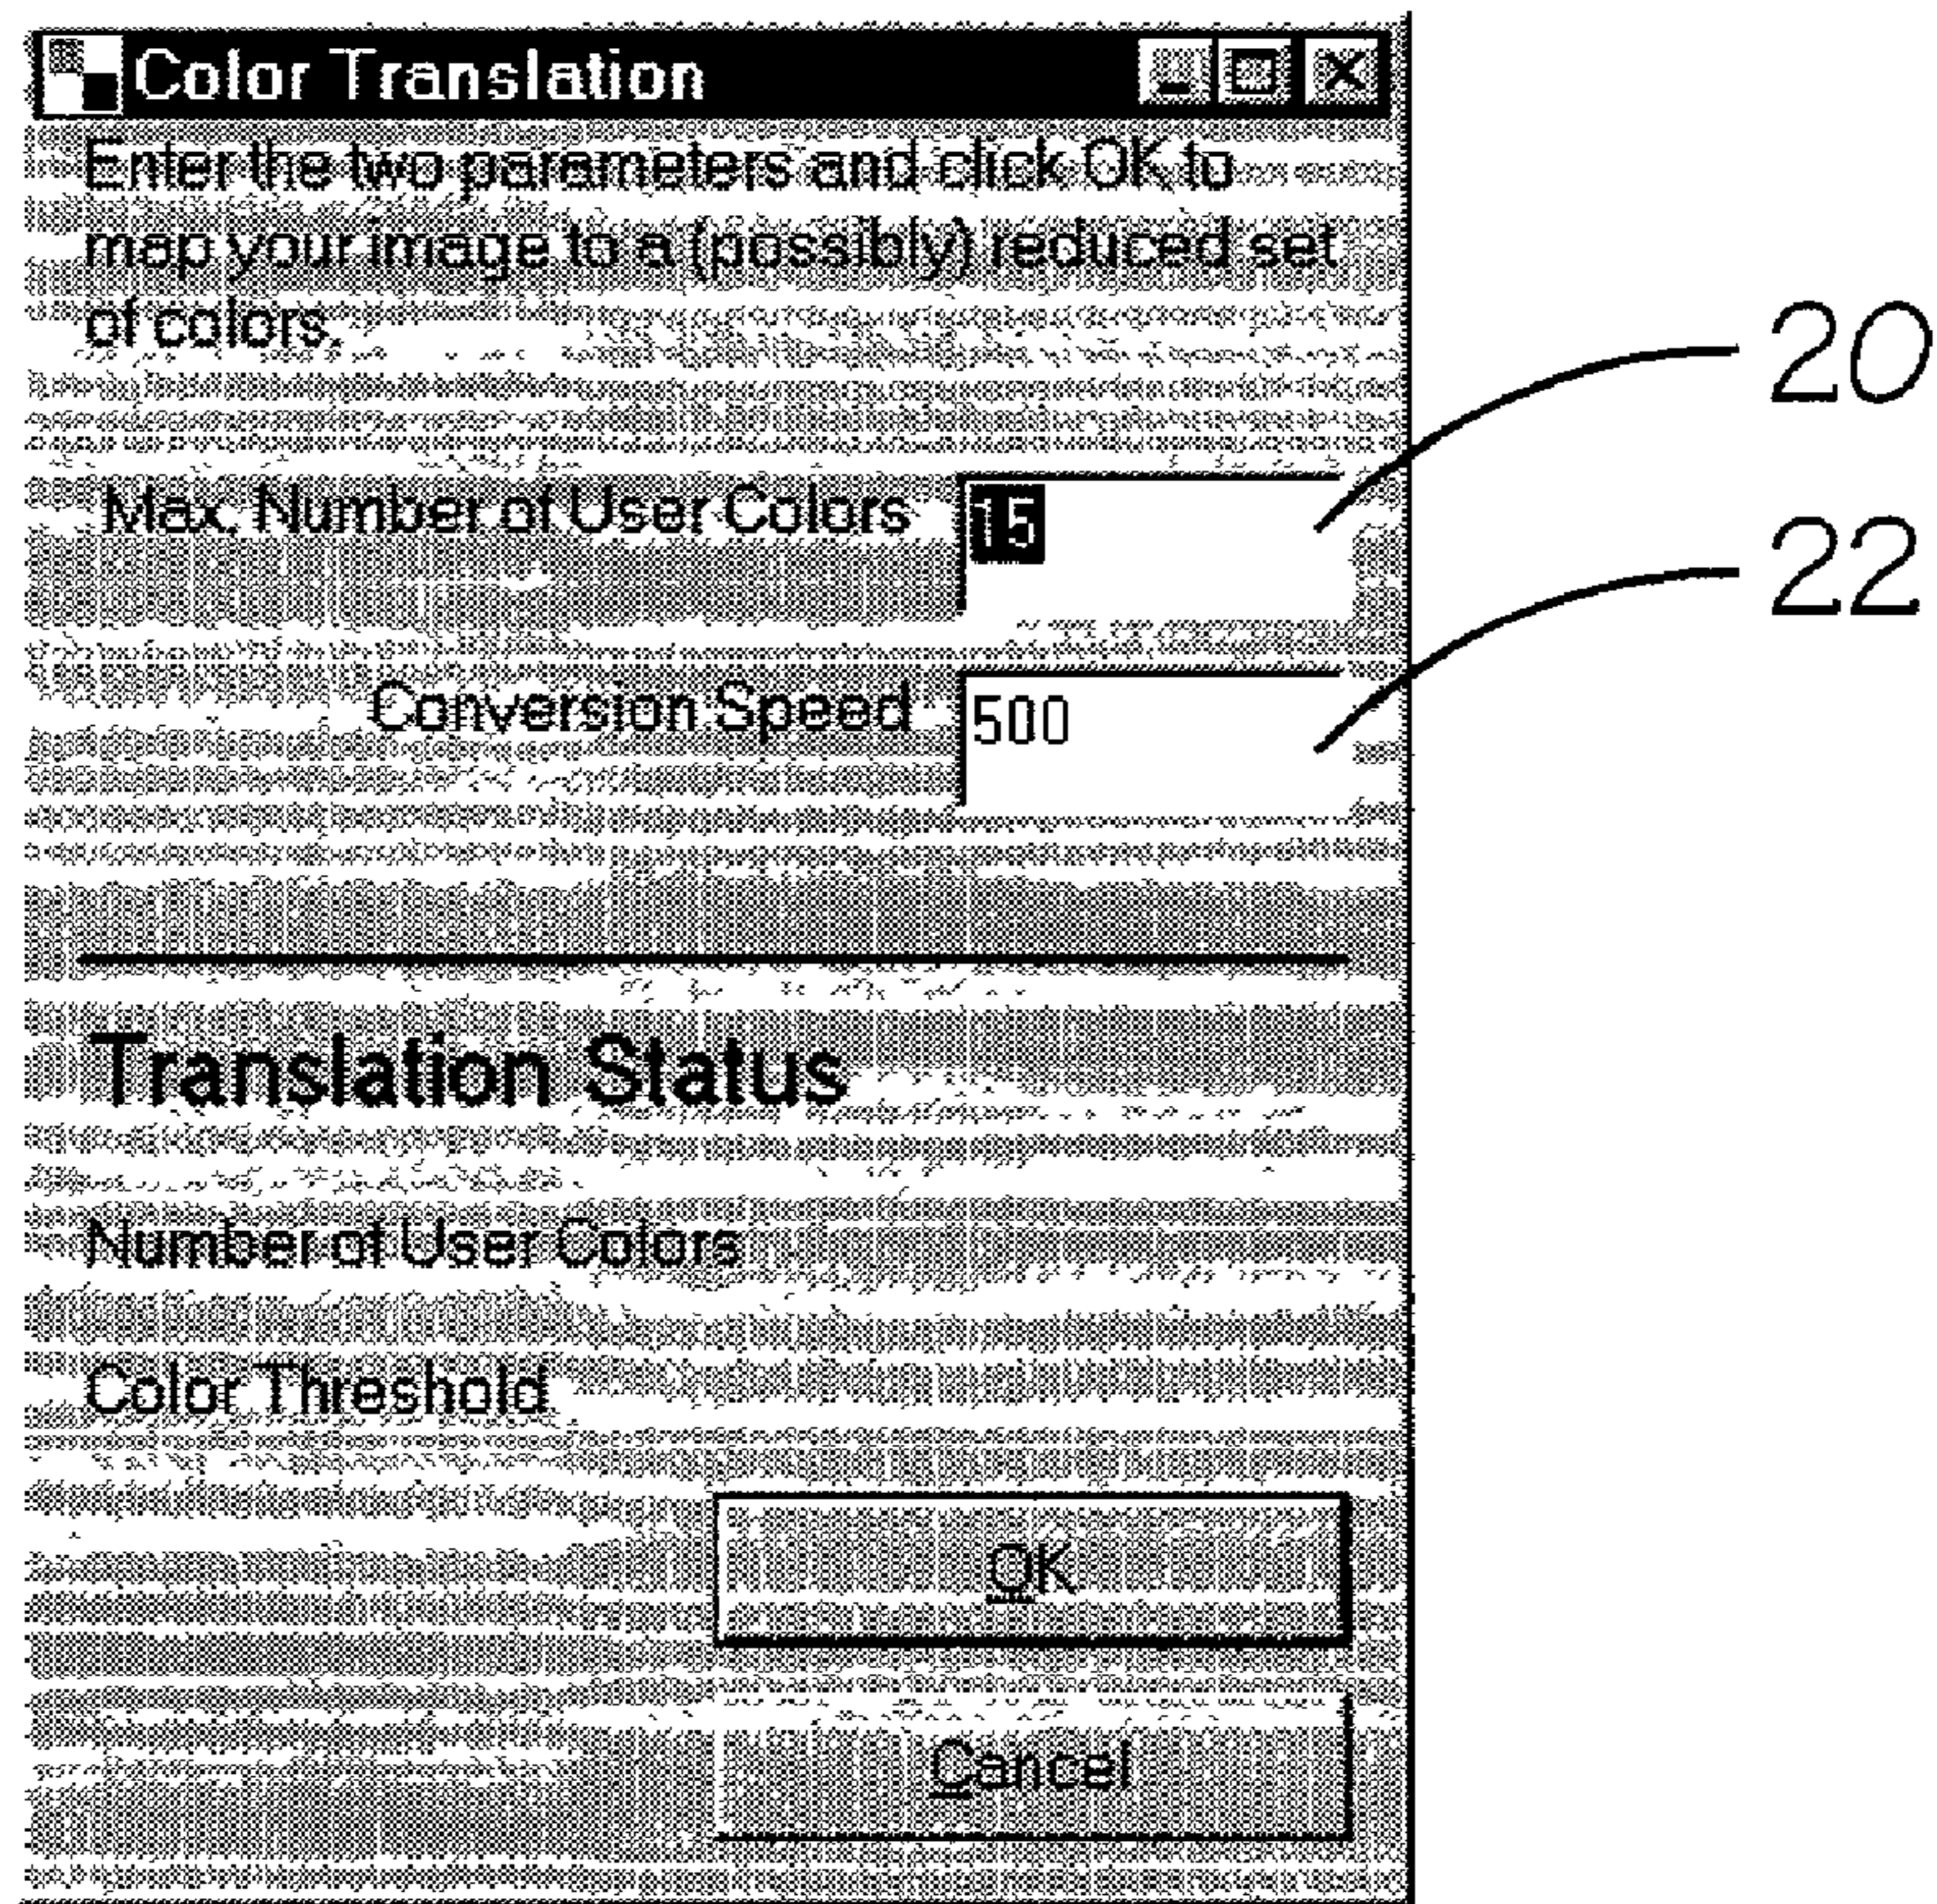 Color Translation
Enter the two parameters and click OK to
map your image to a (possibly) reduced set
of colors.
20
Max. Number of User Colors 15
22
Conversion Speed 500
Translation Status
Number of User Colors
Color Threshold
OK
Cancel